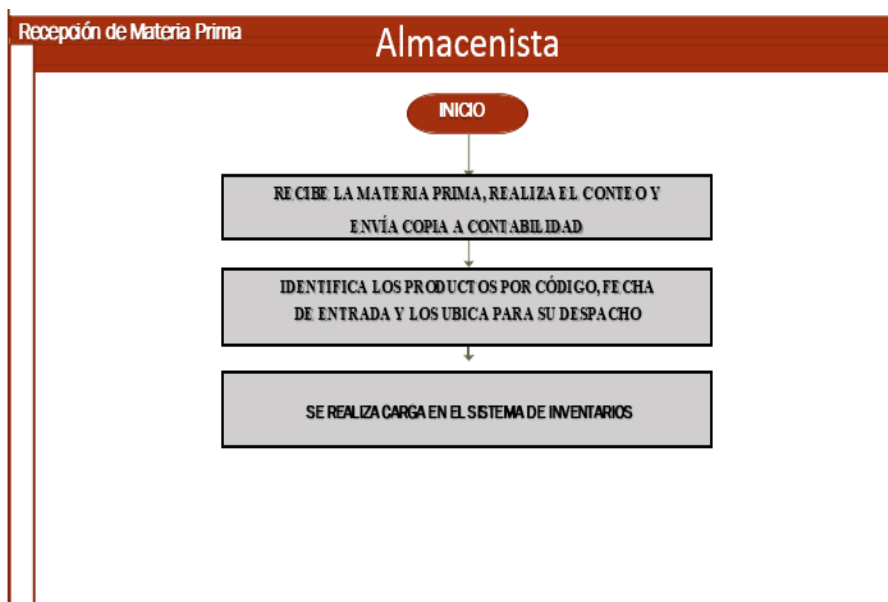 Recepción de Materia Prima
Almacenista
INICIO
RECIBE LA MATERIA PRIMA, REALIZA EL CONTEO Y
ENVÍA COPIA A CONTABILIDAD
IDENTIFICA LOS PRODUCTOS POR CÓDIGO, FECHA
DE ENTRADA Y LOS UBICA PARA SU DESPACHO
SE REALIZA CARGA EN EL SISTEMA DE INVENTARIOS